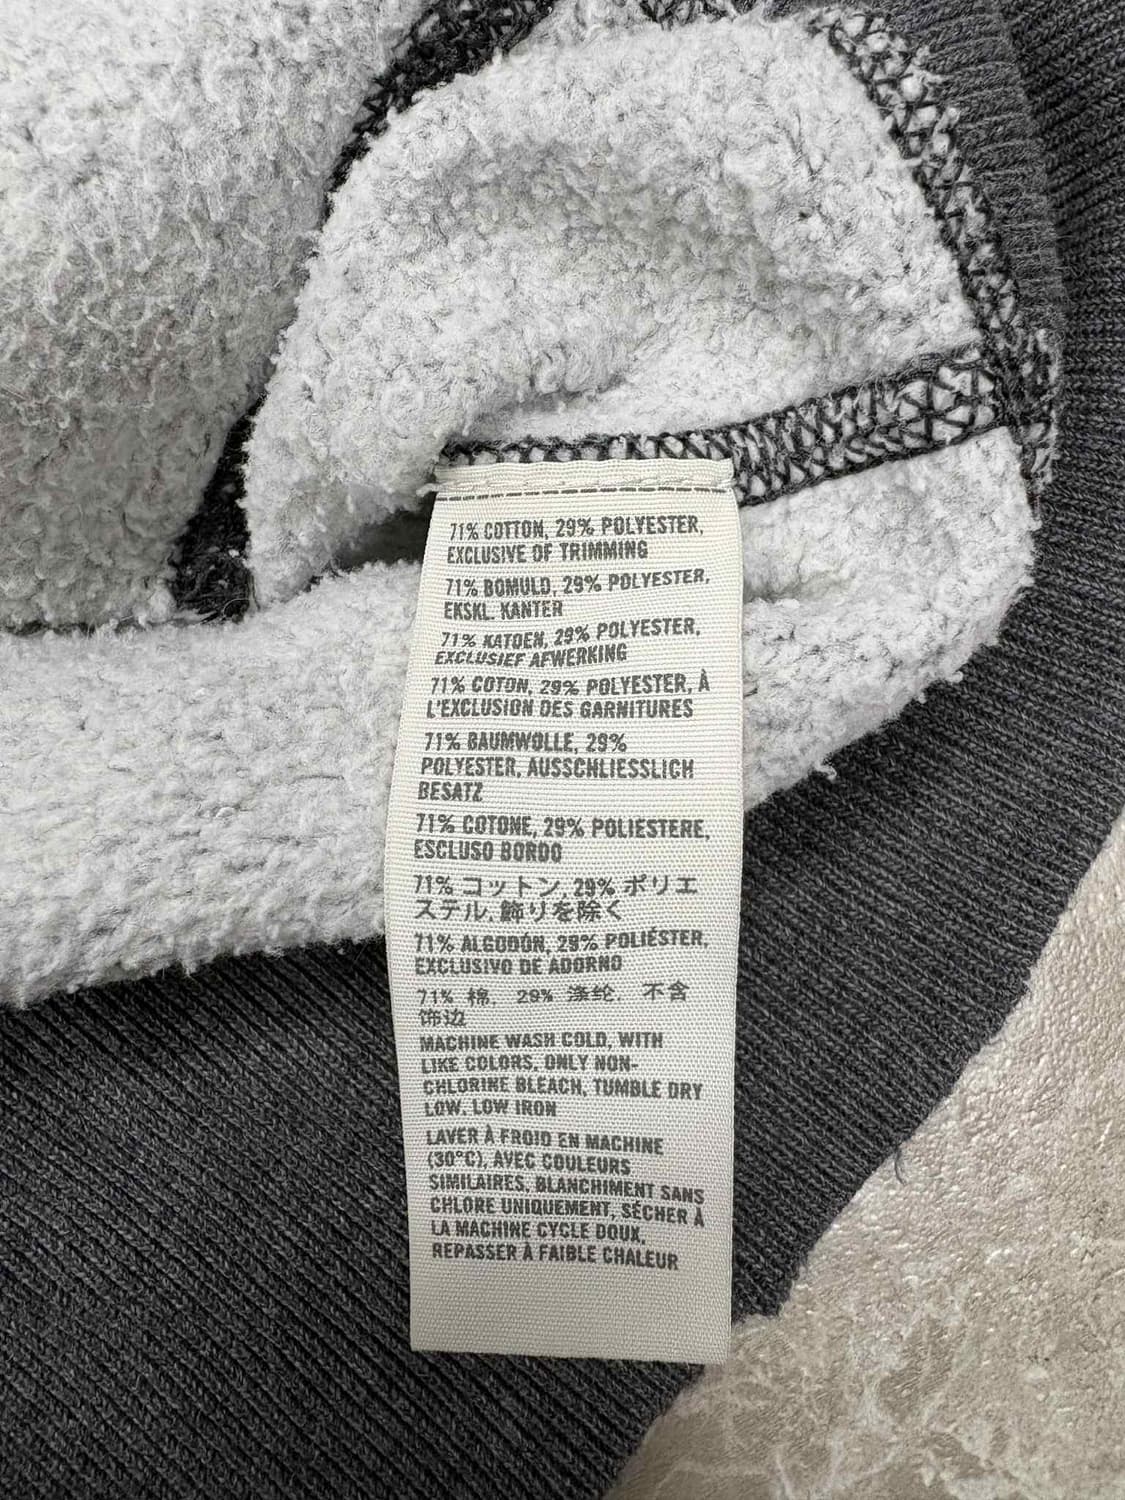 71% COTTON, 29% POLYESTER,
EXCLUSIVE OF TRIMMING
71% BOMULD, 29% POLYESTER,
EKSKL. KANTER
71% KATOEN, 29% POLYESTER,
EXCLUSIEF AFWERKING
71% COTON, 29% POLYESTER, À
L'EXCLUSION DES GARNITURES
71% BAUMWOLLE, 29%
POLYESTER, AUSSCHLIESSLICH
BESATZ
71% COTONE, 29% POLIESTERE,
ESCLUSO BORDO
71% コットン, 29% ポリエ
ステル, 飾りを除く
71% ALGODÓN, 29% POLIÉSTER,
EXCLUSIVO DE ADORNO
71% 棉, 29% 涤纶, 不含
饰边
MACHINE WASH COLD, WITH
LIKE COLORS, ONLY NON-
CHLORINE BLEACH, TUMBLE DRY
LOW, LOW IRON
LAVER À FROID EN MACHINE
(30°C), AVEC COULEURS
SIMILAIRES, BLANCHIMENT SANS
CHLORE UNIQUEMENT, SÉCHER À
LA MACHINE CYCLE DOUX,
REPASSER À FAIBLE CHALEUR